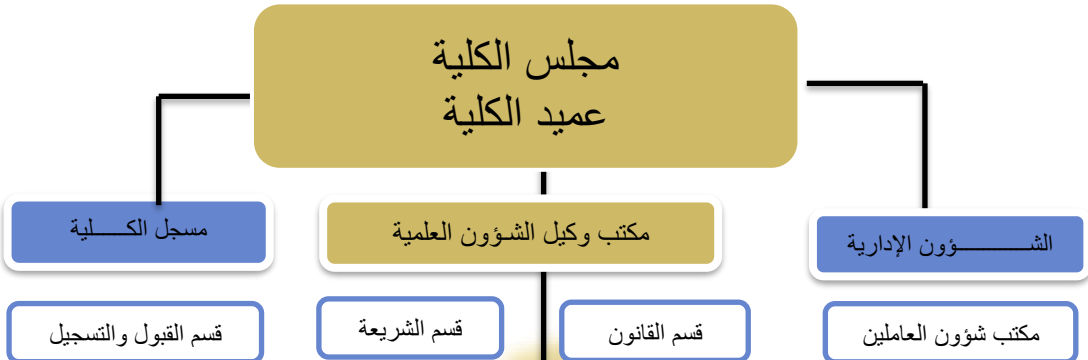 مجلس الكلية
عميد الكلية
الشــــــــــؤون الإدارية
مكتب وكيل الشؤون العلمية
مسجل الكـــــلية
مكتب شؤون العاملين
قسم القانون
قسم الشريعة
قسم القبول والتسجيل